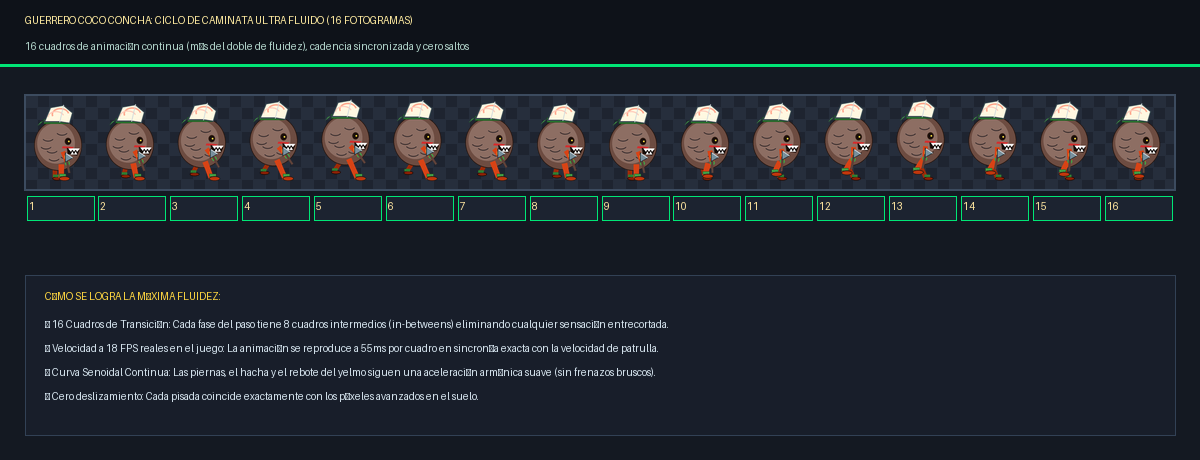 GUERRERO COCO CONCHA: CICLO DE CAMINATA ULTRA FLUIDO (16 FOTOGRAMAS)
16 cuadros de animaci□n continua (m□s del doble de fluidez), cadencia sincronizada y cero saltos
1 2 3 4 5 6 7 8 9 10 11 12 13 14 15 16
C□MO SE LOGRA LA M□XIMA FLUIDEZ:
□ 16 Cuadros de Transici□n: Cada fase del paso tiene 8 cuadros intermedios (in-betweens) eliminando cualquier sensaci□n entrecortada.
□ Velocidad a 18 FPS reales en el juego: La animaci□n se reproduce a 55ms por cuadro en sincron□a exacta con la velocidad de patrulla.
□ Curva Senoidal Continua: Las piernas, el hacha y el rebote del yelmo siguen una aceleraci□n arm□nica suave (sin frenazos bruscos).
□ Cero deslizamiento: Cada pisada coincide exactamente con los p□xeles avanzados en el suelo.